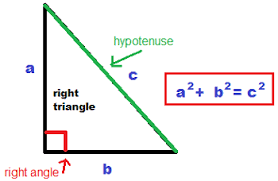 hypotenuse
a
c
a² + b² = c²
right
triangle
right angle
b